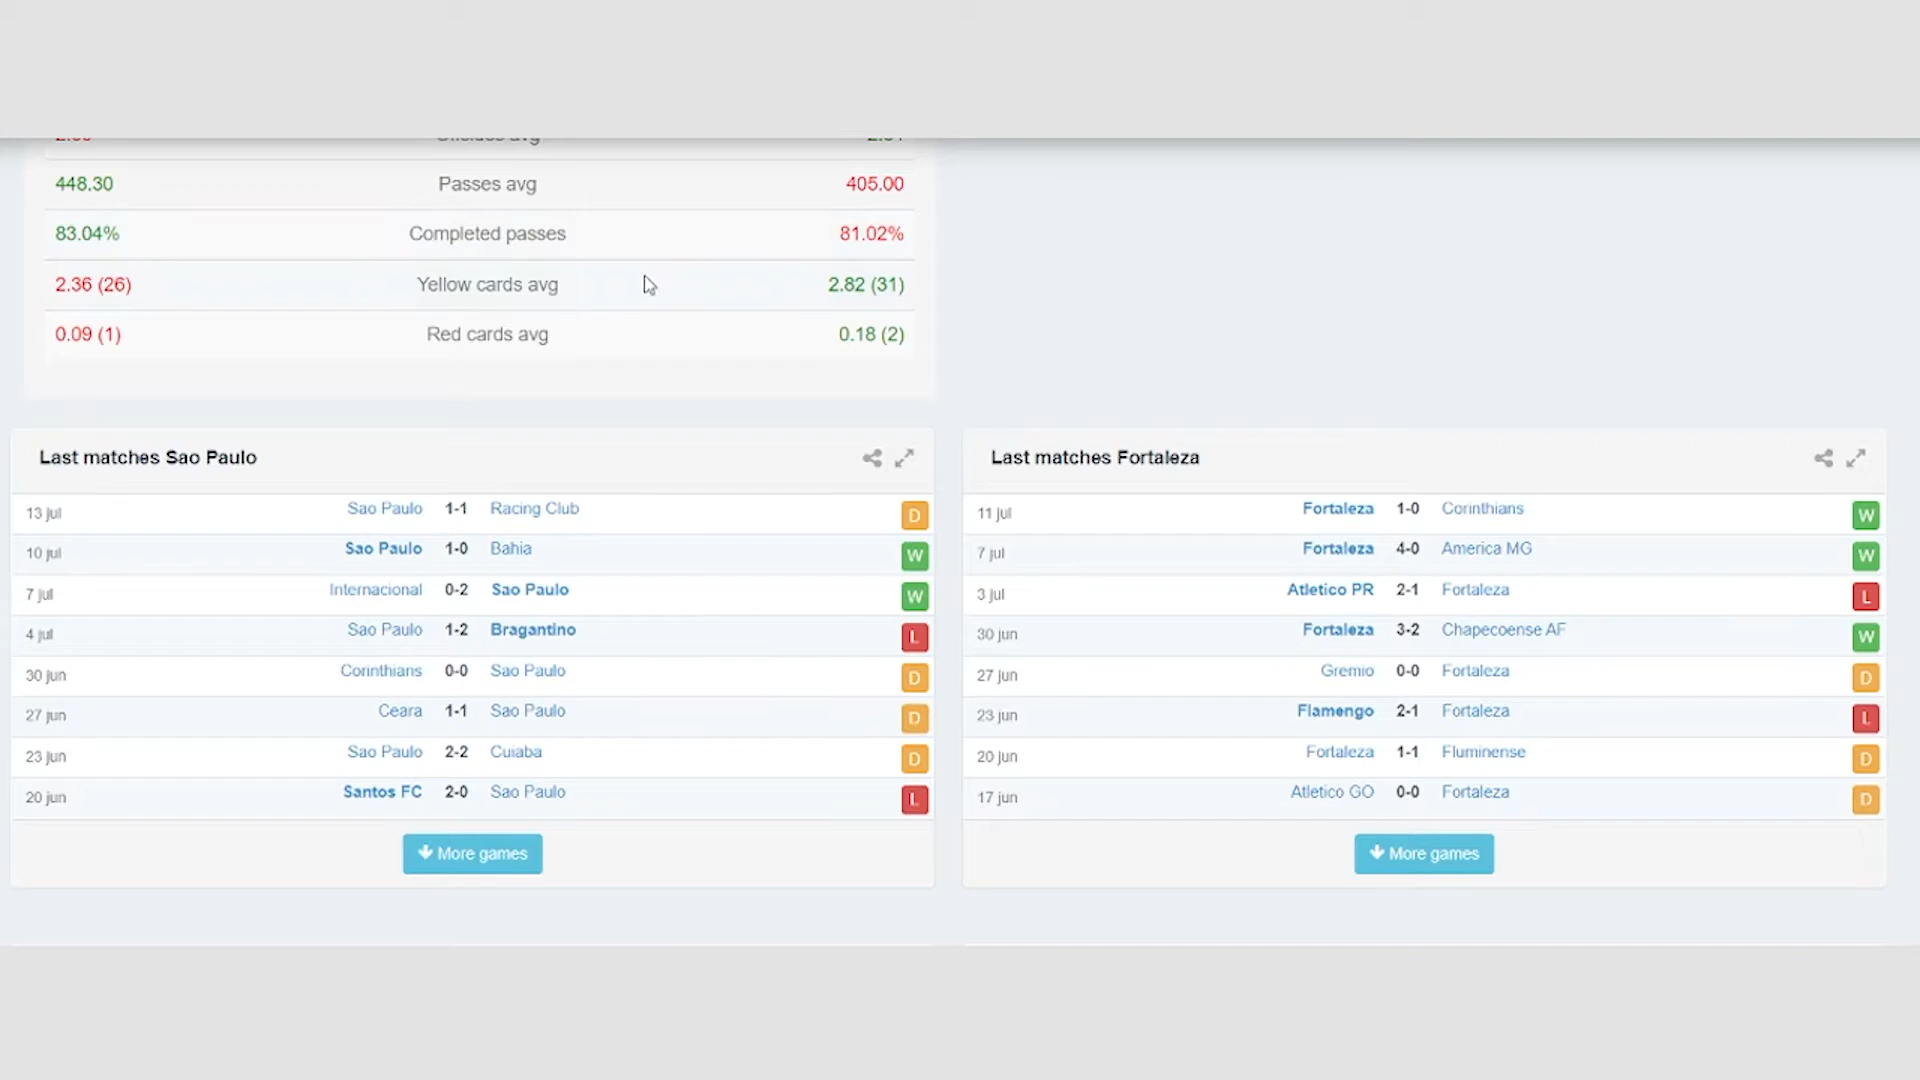 448.30 Passes avg 405.00
83.04% Completed passes 81.02%
2.36 (26) Yellow cards avg 2.82 (31)
0.09 (1) Red cards avg 0.18 (2)
Last matches Sao Paulo
13 jul Sao Paulo 1-1 Racing Club D
10 jul Sao Paulo 1-0 Bahia W
7 jul Internacional 0-2 Sao Paulo W
4 jul Sao Paulo 1-2 Bragantino L
30 jun Corinthians 0-0 Sao Paulo D
27 jun Ceara 1-1 Sao Paulo D
23 jun Sao Paulo 2-2 Cuiaba D
20 jun Santos FC 2-0 Sao Paulo L
More games
Last matches Fortaleza
11 jul Fortaleza 1-0 Corinthians W
7 jul Fortaleza 4-0 America MG W
3 jul Atletico PR 2-1 Fortaleza L
30 jun Fortaleza 3-2 Chapecoense AF W
27 jun Gremio 0-0 Fortaleza D
23 jun Flamengo 2-1 Fortaleza L
20 jun Fortaleza 1-1 Fluminense D
17 jun Atletico GO 0-0 Fortaleza D
More games